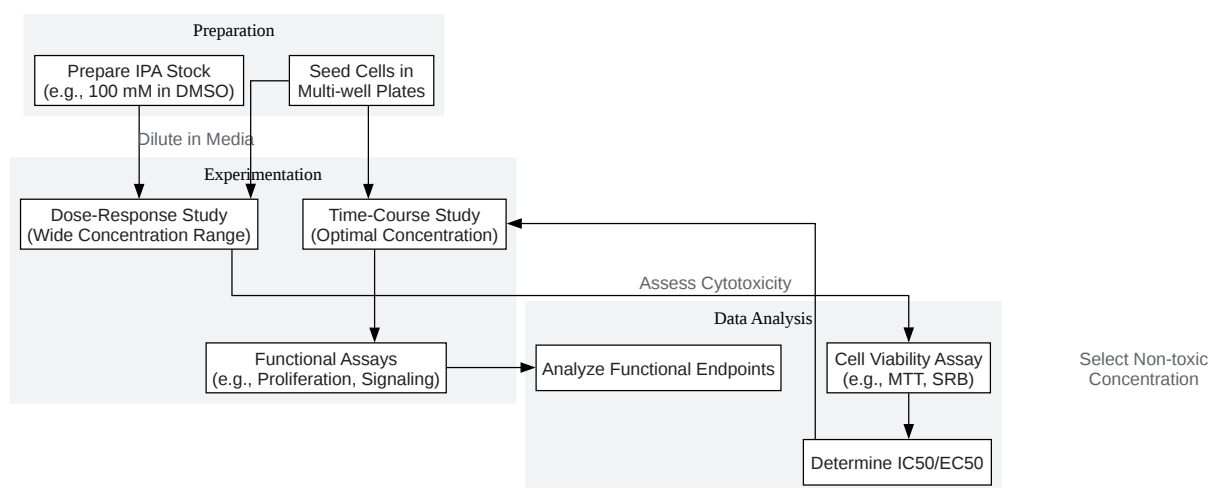 Preparation
Prepare IPA Stock
(e.g., 100 mM in DMSO)
Seed Cells in
Multi-well Plates
Dilute in Media
Experimentation
Dose-Response Study
(Wide Concentration Range)
Time-Course Study
(Optimal Concentration)
Assess Cytotoxicity
Data Analysis
Functional Assays
(e.g., Proliferation, Signaling)
Analyze Functional Endpoints
Cell Viability Assay
(e.g., MTT, SRB)
Select Non-toxic
Concentration
Determine IC50/EC50